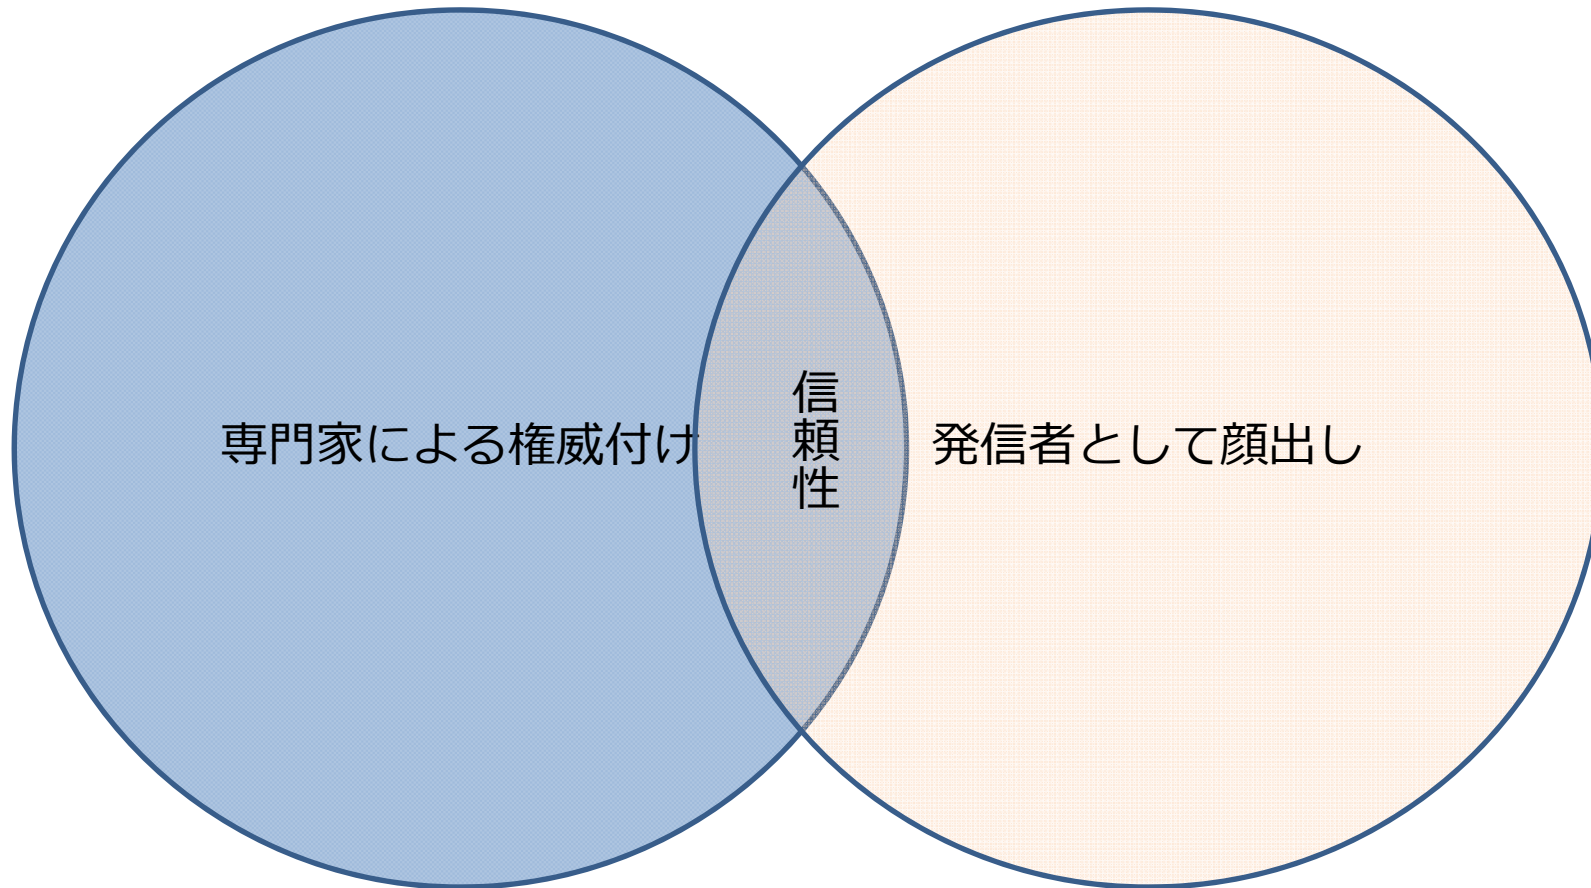 専門家による権威付け
信頼性
発信者として顔出し